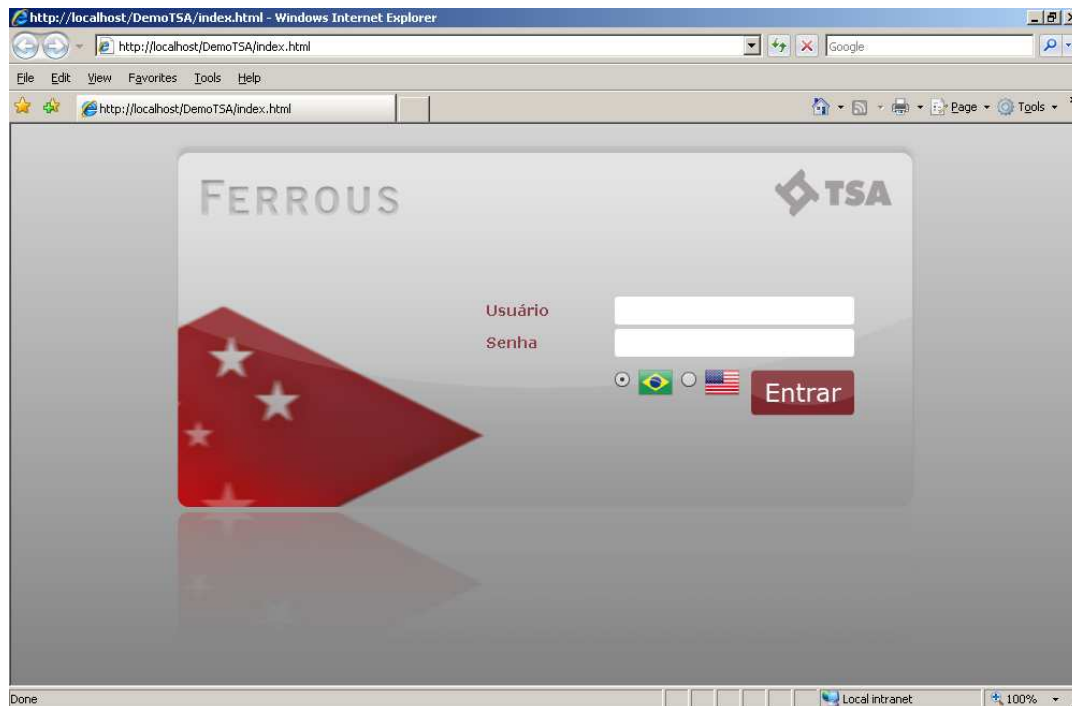 http://localhost/DemoTSA/index.html - Windows Internet Explorer
http://localhost/DemoTSA/index.html
Google
File Edit View Favorites Tools Help
http://localhost/DemoTSA/index.html
Page Tools
FERROUS
TSA
Usuário
Senha
Entrar
Done
Local intranet
100%